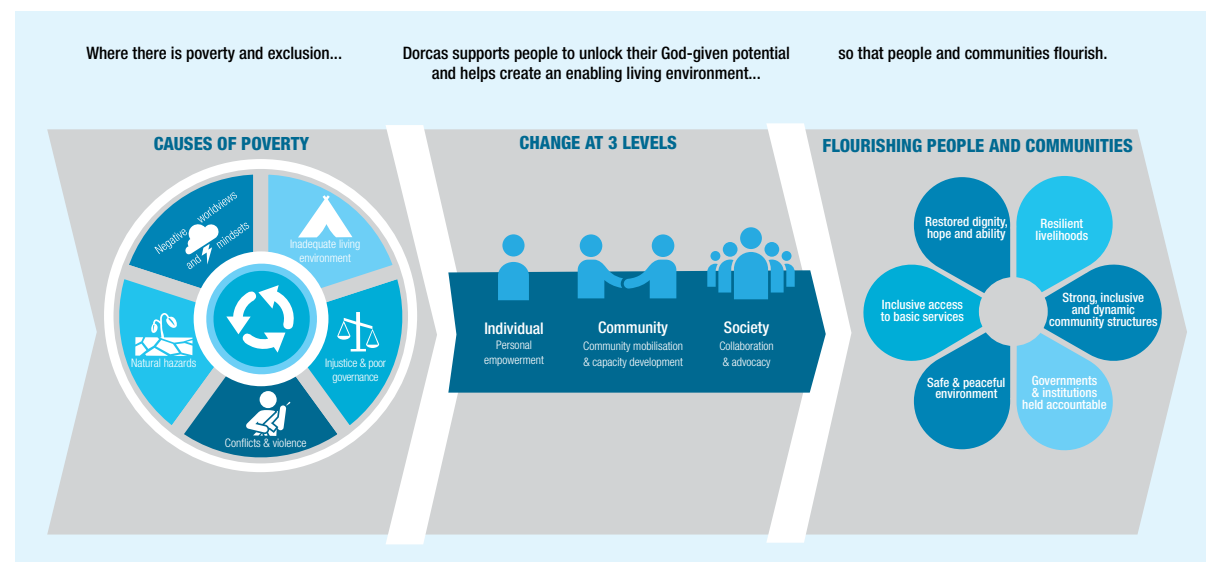 Where there is poverty and exclusion...
Dorcas supports people to unlock their God-given potential
and helps create an enabling living environment...
so that people and communities flourish.
CAUSES OF POVERTY
Negative worldviews
and mindsets
Inadequate living
environment
Natural hazards
Injustice & poor
governance
Conflicts & violence
CHANGE AT 3 LEVELS
Individual
Personal
empowerment
Community
Community mobilisation
& capacity development
Society
Collaboration
& advocacy
FLOURISHING PEOPLE AND COMMUNITIES
Restored dignity,
hope and ability
Resilient
livelihoods
Inclusive access
to basic services
Strong, inclusive
and dynamic
community structures
Safe & peaceful
environment
Governments
& institutions
held accountable